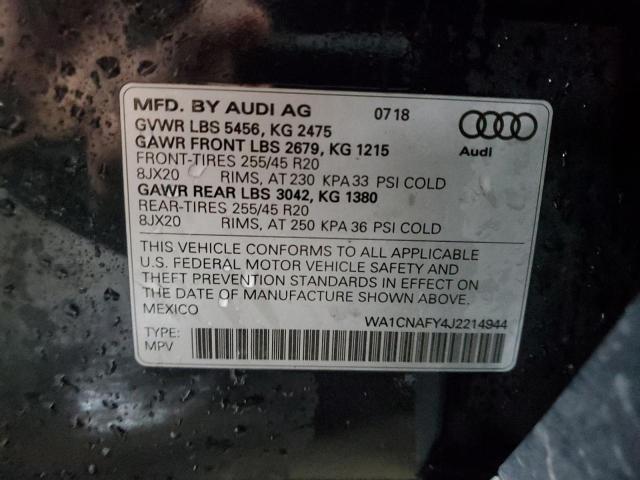 MFD. BY AUDI AG 0718
GVWR LBS 5456, KG 2475
GAWR FRONT LBS 2679, KG 1215
FRONT-TIRES 255/45 R20
8JX20 RIMS, AT 230 KPA 33 PSI COLD
GAWR REAR LBS 3042, KG 1380
REAR-TIRES 255/45 R20
8JX20 RIMS, AT 250 KPA 36 PSI COLD
Audi
THIS VEHICLE CONFORMS TO ALL APPLICABLE
U.S. FEDERAL MOTOR VEHICLE SAFETY AND
THEFT PREVENTION STANDARDS IN EFFECT ON
THE DATE OF MANUFACTURE SHOWN ABOVE.
MEXICO WA1CNAFY4J2214944
TYPE:
MPV